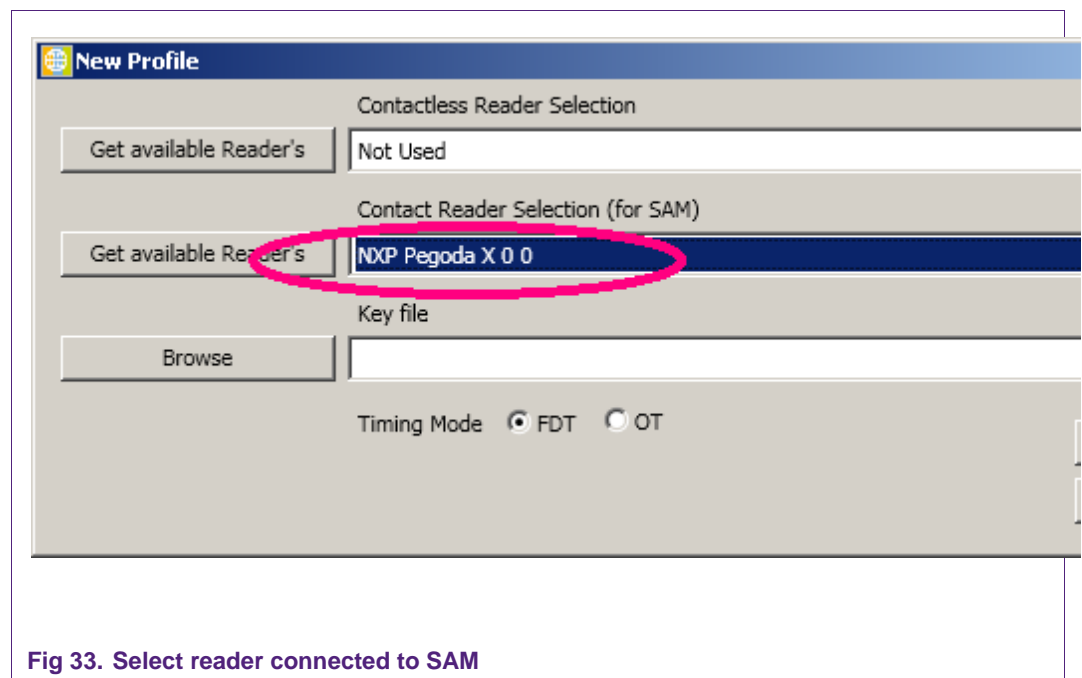 New Profile
Contactless Reader Selection
Get available Reader's
Not Used
Contact Reader Selection (for SAM)
Get available Reader's
NXP Pegoda X 0 0
Key file
Browse
Timing Mode FDT OT
Fig 33. Select reader connected to SAM